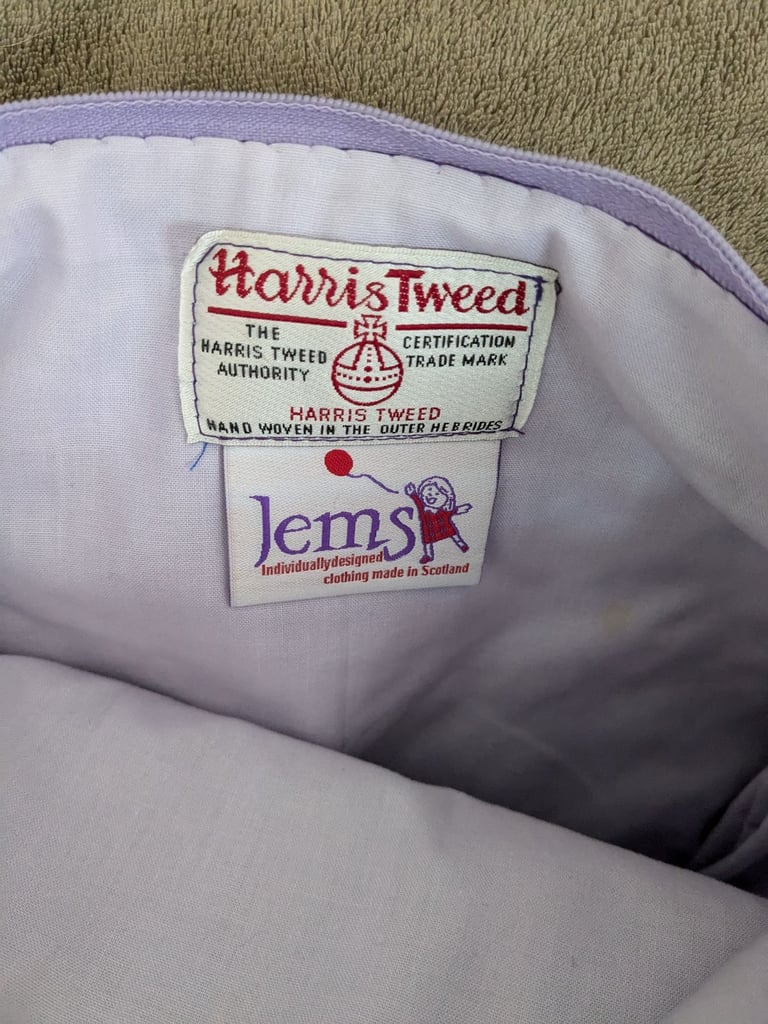 Harris Tweed
THE
HARRIS TWEED
AUTHORITY
CERTIFICATION
TRADE MARK
HARRIS TWEED
HAND WOVEN IN THE OUTER HEBRIDES
Jems
Individuallydesigned
clothing made in Scotland